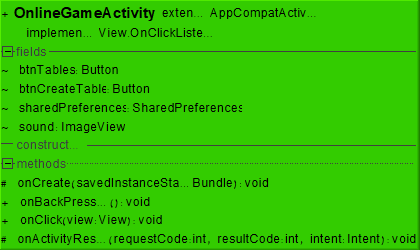 + OnlineGameActivity exten... AppCompatActiv...
implemen... View.OnClickListe...
fields
~ btnTables: Button
~ btnCreateTable: Button
~ sharedPreferences: SharedPreferences
~ sound: ImageView
construct...
methods
# onCreate(savedInstanceSta... Bundle): void
+ onBackPress... (): void
+ onClick(view: View): void
# onActivityRes... (requestCode: int, resultCode: int, intent: Intent): void